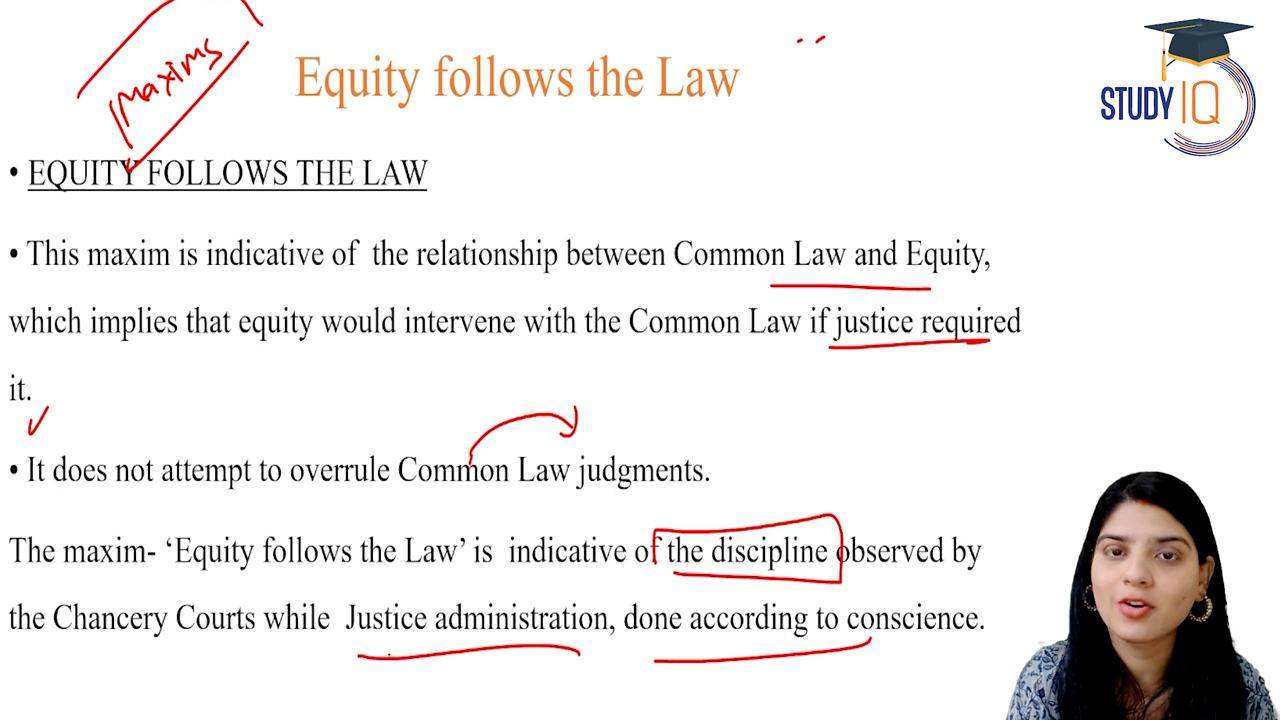 Maxims
Equity follows the Law
STUDY IQ
• EQUITY FOLLOWS THE LAW
• This maxim is indicative of the relationship between Common Law and Equity,
which implies that equity would intervene with the Common Law if justice required
it.
• It does not attempt to overrule Common Law judgments.
The maxim- ‘Equity follows the Law’ is indicative of the discipline observed by
the Chancery Courts while Justice administration, done according to conscience.